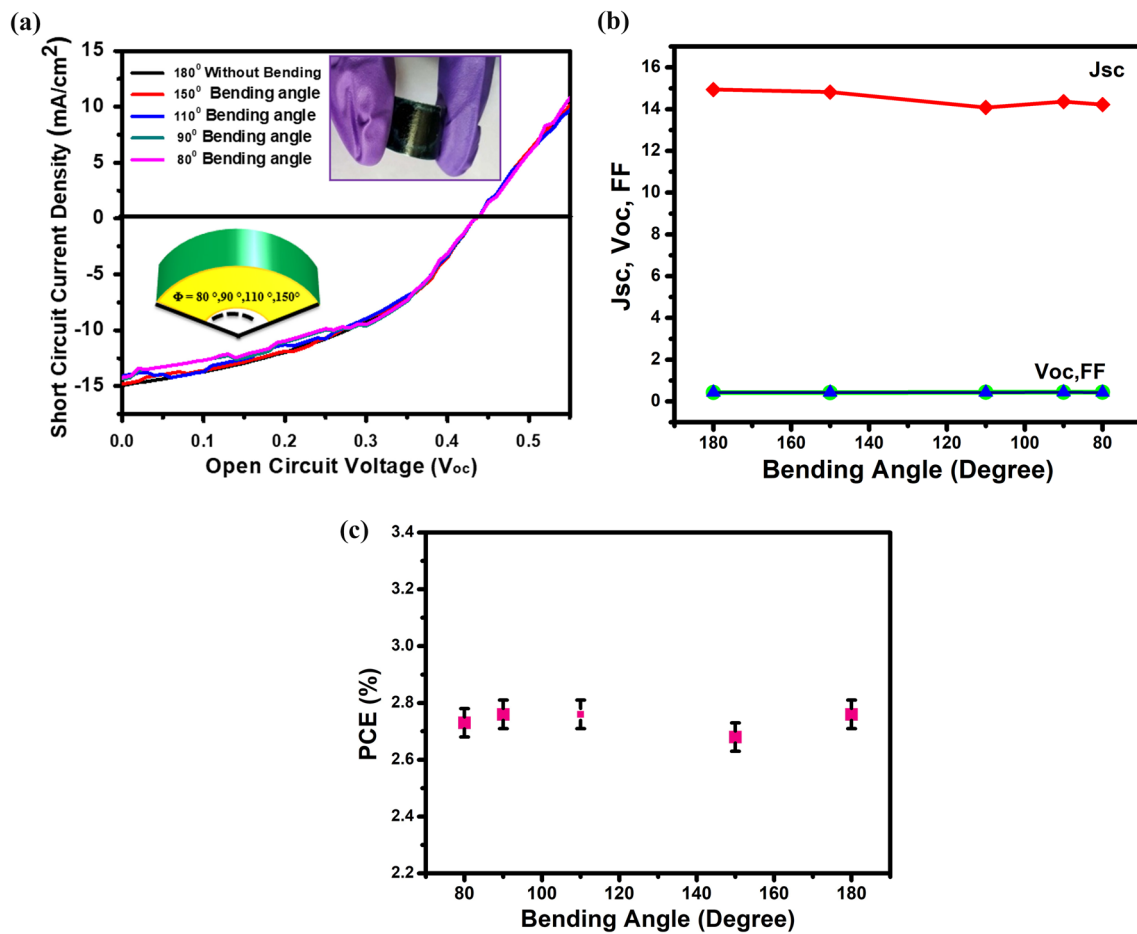 (a)
Short Circuit Current Density (mA/cm²)
15
10
5
0
-5
-10
-15
180⁰ Without Bending
150⁰ Bending angle
110⁰ Bending angle
90⁰ Bending angle
80⁰ Bending angle
Φ = 80 °,90 °,110 °,150°
0.0 0.1 0.2 0.3 0.4 0.5
Open Circuit Voltage (Voc)
(b)
Jsc, Voc, FF
16
14
12
10
8
6
4
2
0
Jsc
Voc,FF
180 160 140 120 100 80
Bending Angle (Degree)
(c)
PCE (%)
3.4
3.2
3.0
2.8
2.6
2.4
2.2
80 100 120 140 160 180
Bending Angle (Degree)